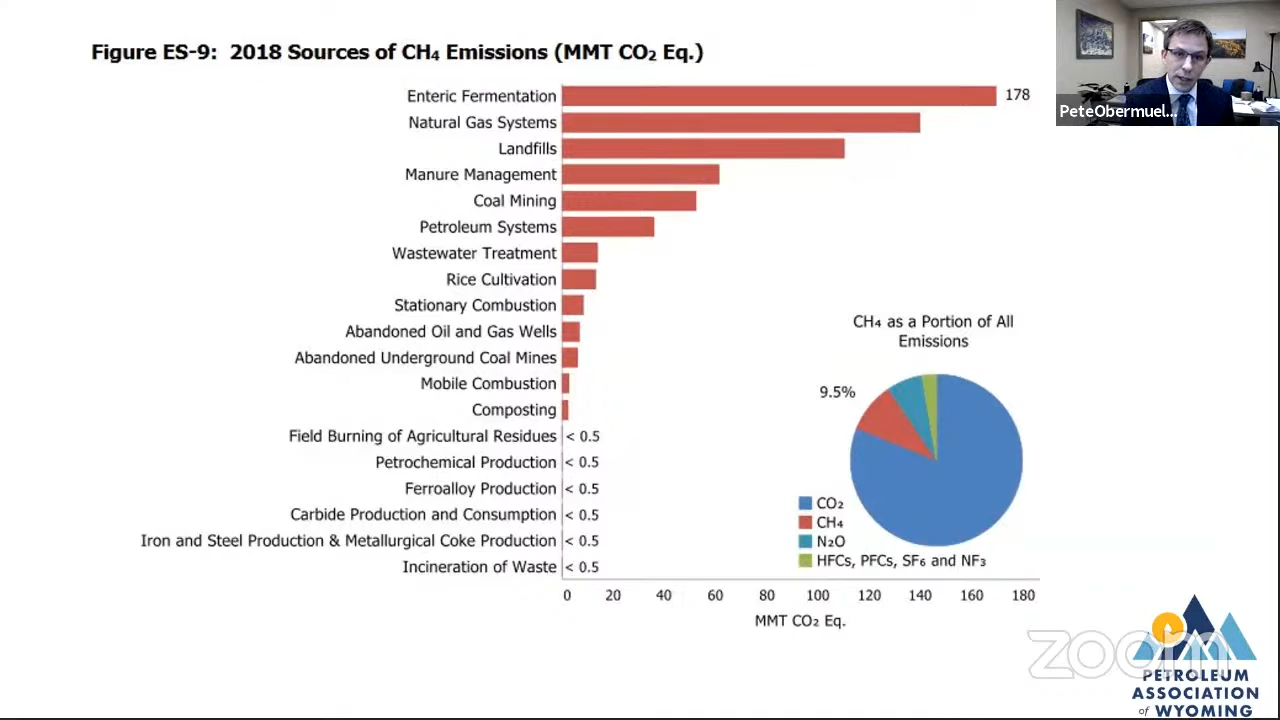 Figure ES-9: 2018 Sources of CH₄ Emissions (MMT CO₂ Eq.)
PeteObermuel...
Enteric Fermentation 178
Natural Gas Systems
Landfills
Manure Management
Coal Mining
Petroleum Systems
Wastewater Treatment
Rice Cultivation
Stationary Combustion
Abandoned Oil and Gas Wells
Abandoned Underground Coal Mines
Mobile Combustion
Composting
Field Burning of Agricultural Residues < 0.5
Petrochemical Production < 0.5
Ferroalloy Production < 0.5
Carbide Production and Consumption < 0.5
Iron and Steel Production & Metallurgical Coke Production < 0.5
Incineration of Waste < 0.5
0 20 40 60 80 100 120 140 160 180
MMT CO₂ Eq.
CH₄ as a Portion of All
Emissions
9.5%
CO₂
CH₄
N₂O
HFCs, PFCs, SF₆ and NF₃
zoom
PETROLEUM
ASSOCIATION
of WYOMING